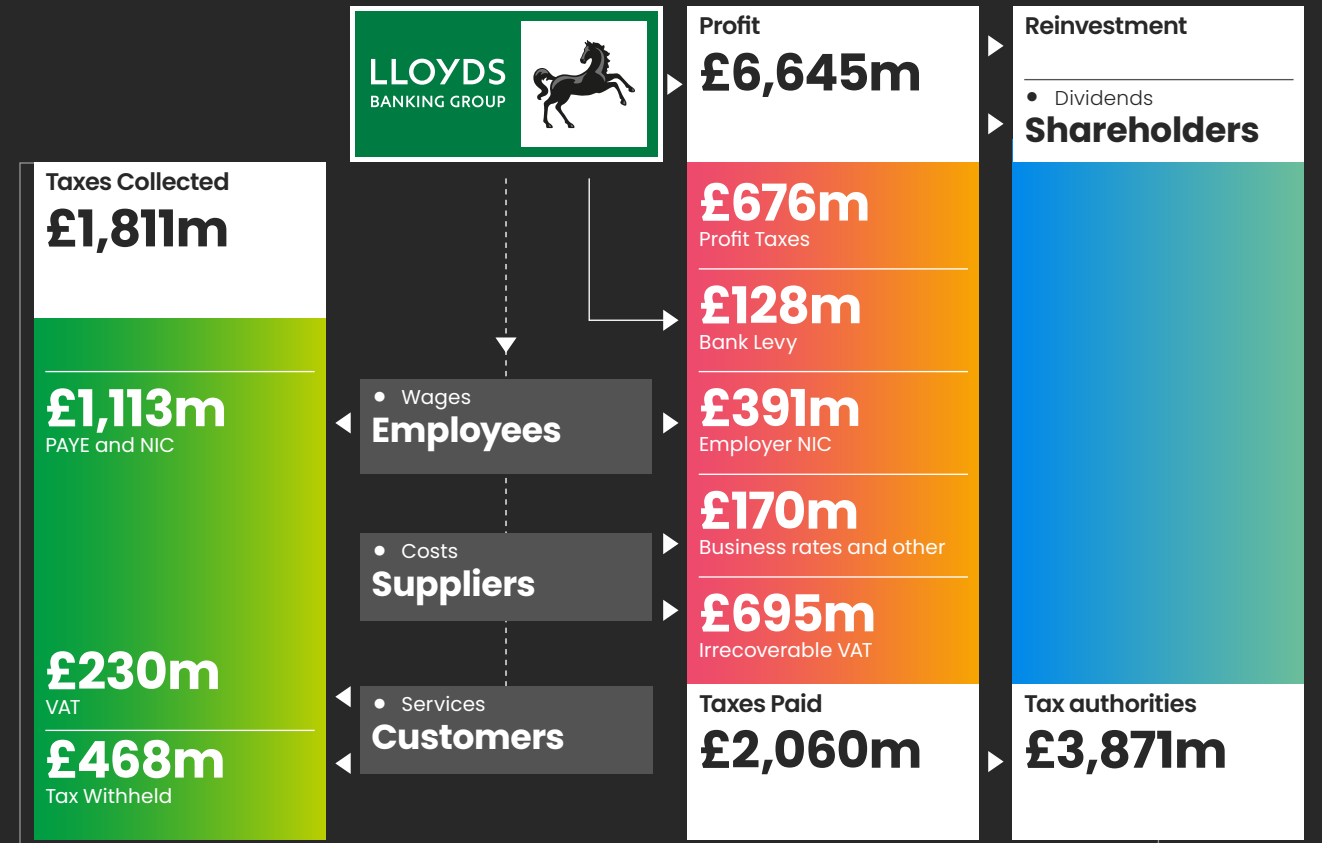 LLOYDS
BANKING GROUP
Profit
£6,645m
Reinvestment
Dividends
Shareholders
Taxes Collected
£1,811m
£1,113m
PAYE and NIC
£230m
VAT
£468m
Tax Withheld
Wages
Employees
Costs
Suppliers
Services
Customers
£676m
Profit Taxes
£128m
Bank Levy
£391m
Employer NIC
£170m
Business rates and other
£695m
Irrecoverable VAT
Taxes Paid
£2,060m
Tax authorities
£3,871m